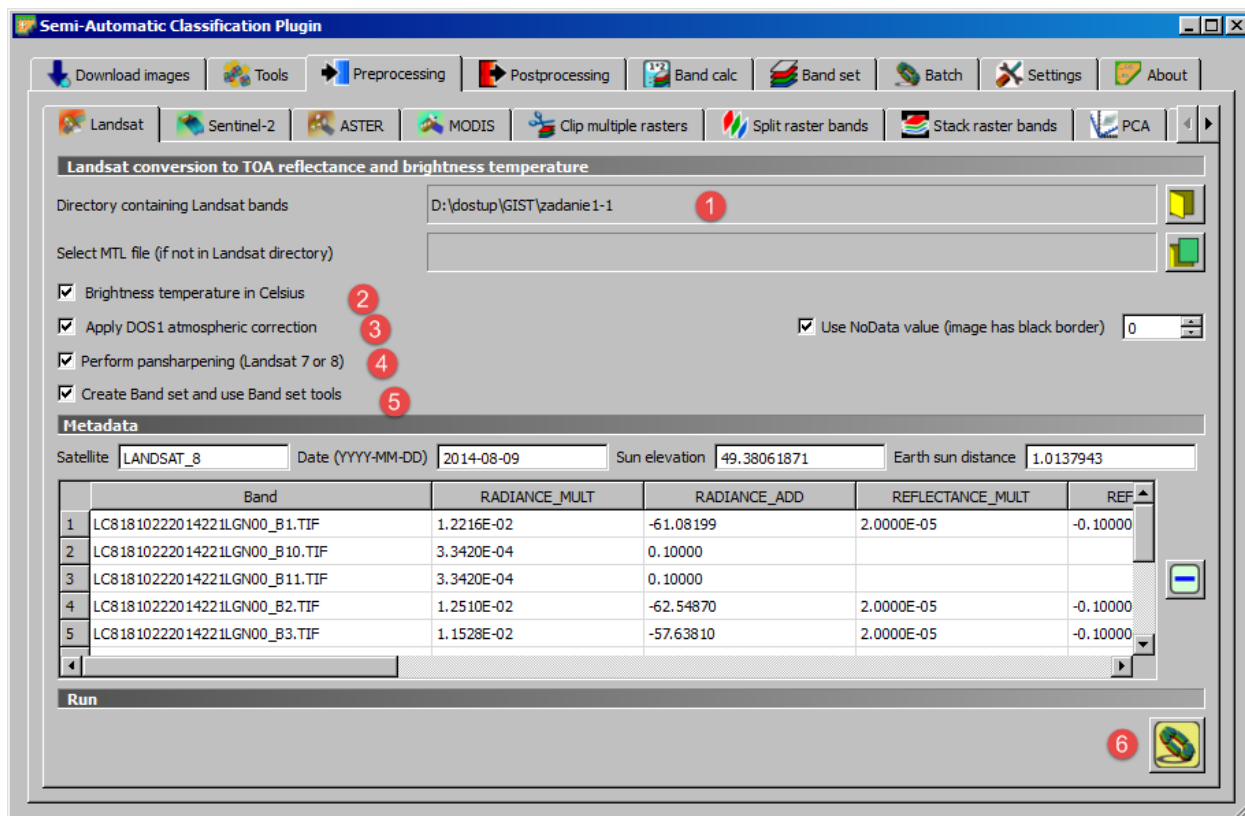 Semi-Automatic Classification Plugin
Download images Tools Preprocessing Postprocessing Band calc Band set Batch Settings About
Landsat Sentinel-2 ASTER MODIS Clip multiple rasters Split raster bands Stack raster bands PCA
Landsat conversion to TOA reflectance and brightness temperature
Directory containing Landsat bands D:\dostup\GIST\zadanie1-1 1
Select MTL file (if not in Landsat directory)
Brightness temperature in Celsius 2
Apply DOS1 atmospheric correction 3 Use NoData value (image has black border) 0
Perform pansharpening (Landsat 7 or 8) 4
Create Band set and use Band set tools 5
Metadata
Satellite LANDSAT_8 Date (YYYY-MM-DD) 2014-08-09 Sun elevation 49.38061871 Earth sun distance 1.0137943
Band RADIANCE_MULT RADIANCE_ADD REFLECTANCE_MULT REF
1 LC81810222014221LGN00_B1.TIF 1.2216E-02 -61.08199 2.0000E-05 -0.10000
2 LC81810222014221LGN00_B10.TIF 3.3420E-04 0.10000
3 LC81810222014221LGN00_B11.TIF 3.3420E-04 0.10000
4 LC81810222014221LGN00_B2.TIF 1.2510E-02 -62.54870 2.0000E-05 -0.10000
5 LC81810222014221LGN00_B3.TIF 1.1528E-02 -57.63810 2.0000E-05 -0.10000
Run
6